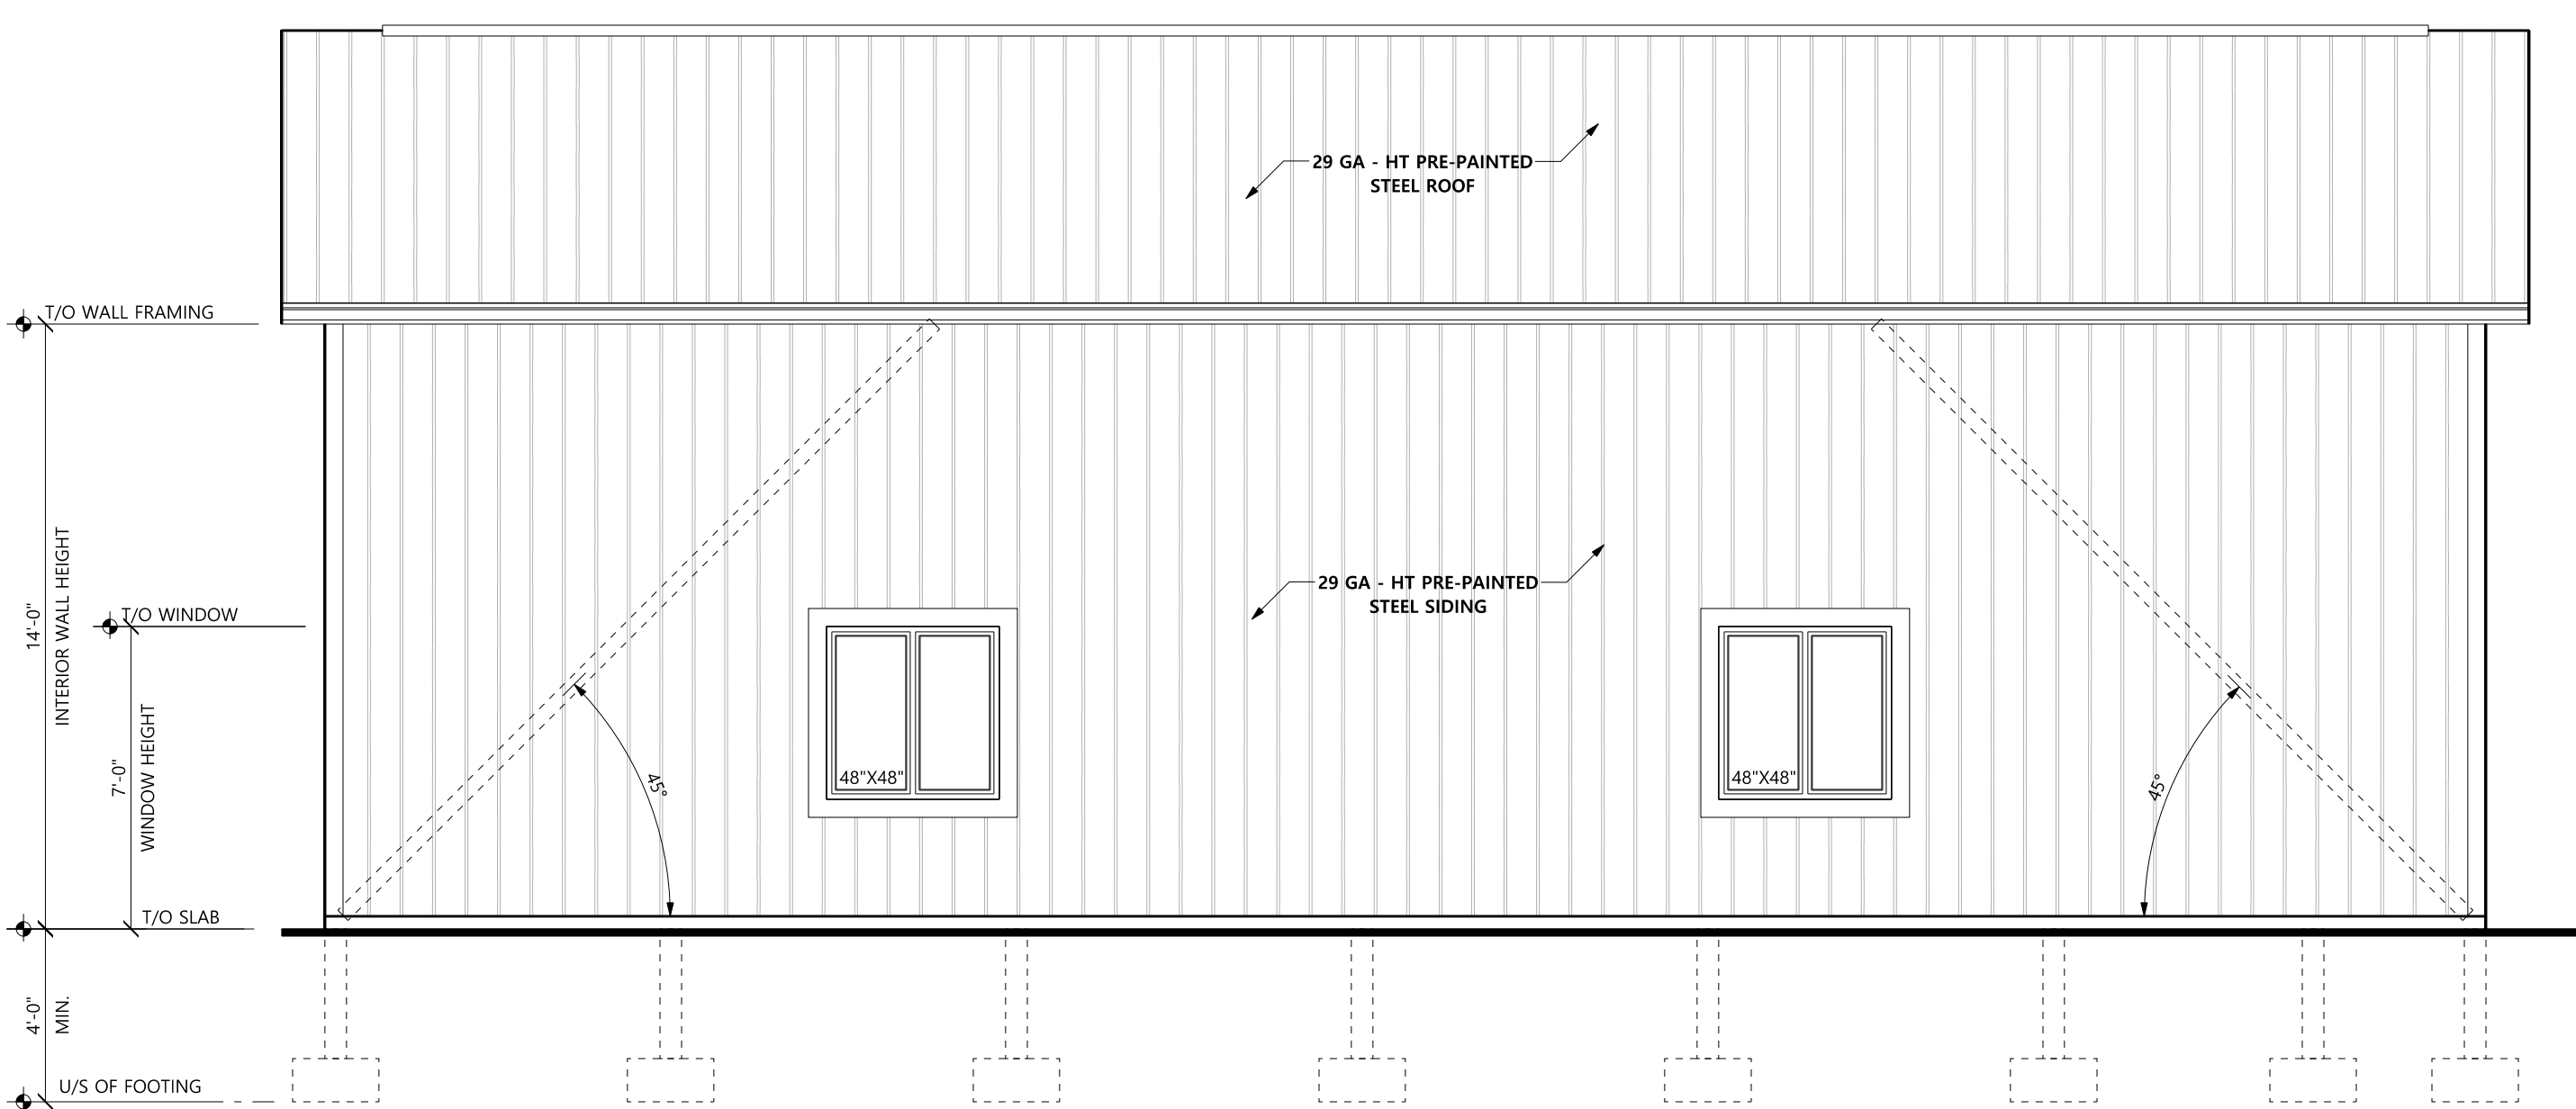 29 GA - HT PRE-PAINTED
STEEL ROOF
T/O WALL FRAMING
29 GA - HT PRE-PAINTED
STEEL SIDING
T/O WINDOW
14'-0"
INTERIOR WALL HEIGHT
7'-0"
WINDOW HEIGHT
48"X48"
48"X48"
45°
45°
T/O SLAB
4'-0"
MIN.
U/S OF FOOTING